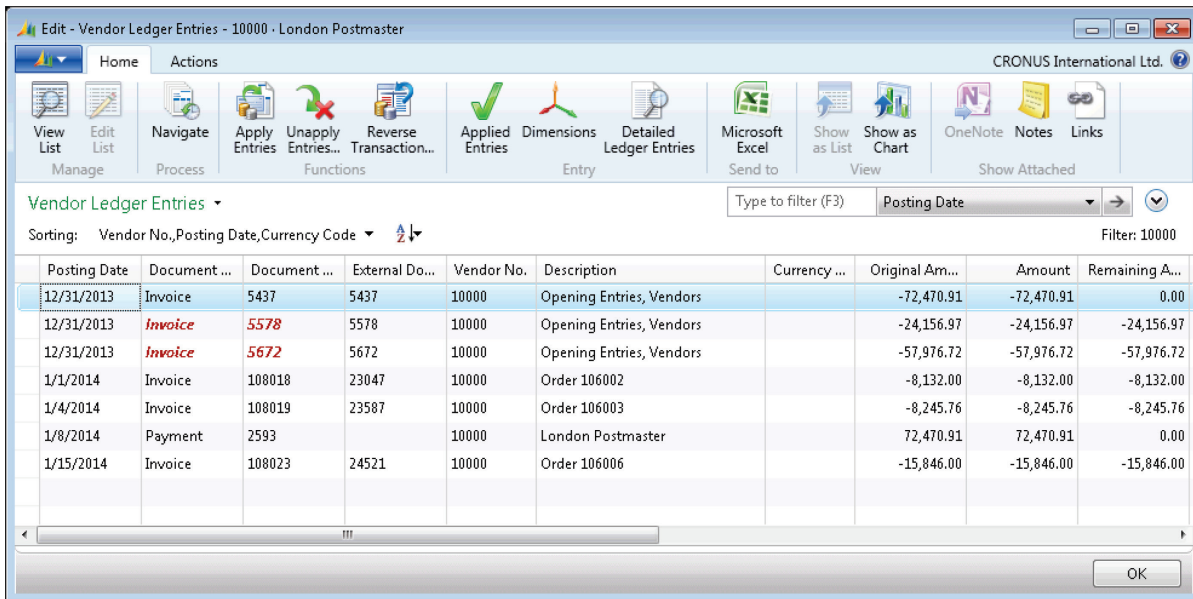 Edit - Vendor Ledger Entries - 10000 · London Postmaster
Home Actions CRONUS International Ltd.
View List Edit List Navigate Apply Entries Unapply Entries... Reverse Transaction... Applied Entries Dimensions Detailed Ledger Entries Microsoft Excel Show as List Show as Chart OneNote Notes Links
Manage Process Functions Entry Send to View Show Attached
Vendor Ledger Entries Type to filter (F3) Posting Date
Sorting: Vendor No.,Posting Date,Currency Code Filter: 10000
Posting Date Document ... Document ... External Do... Vendor No. Description Currency ... Original Am... Amount Remaining A...
12/31/2013 Invoice 5437 5437 10000 Opening Entries, Vendors -72,470.91 -72,470.91 0.00
12/31/2013 Invoice 5578 5578 10000 Opening Entries, Vendors -24,156.97 -24,156.97 -24,156.97
12/31/2013 Invoice 5672 5672 10000 Opening Entries, Vendors -57,976.72 -57,976.72 -57,976.72
1/1/2014 Invoice 108018 23047 10000 Order 106002 -8,132.00 -8,132.00 -8,132.00
1/4/2014 Invoice 108019 23587 10000 Order 106003 -8,245.76 -8,245.76 -8,245.76
1/8/2014 Payment 2593 10000 London Postmaster 72,470.91 72,470.91 0.00
1/15/2014 Invoice 108023 24521 10000 Order 106006 -15,846.00 -15,846.00 -15,846.00
OK